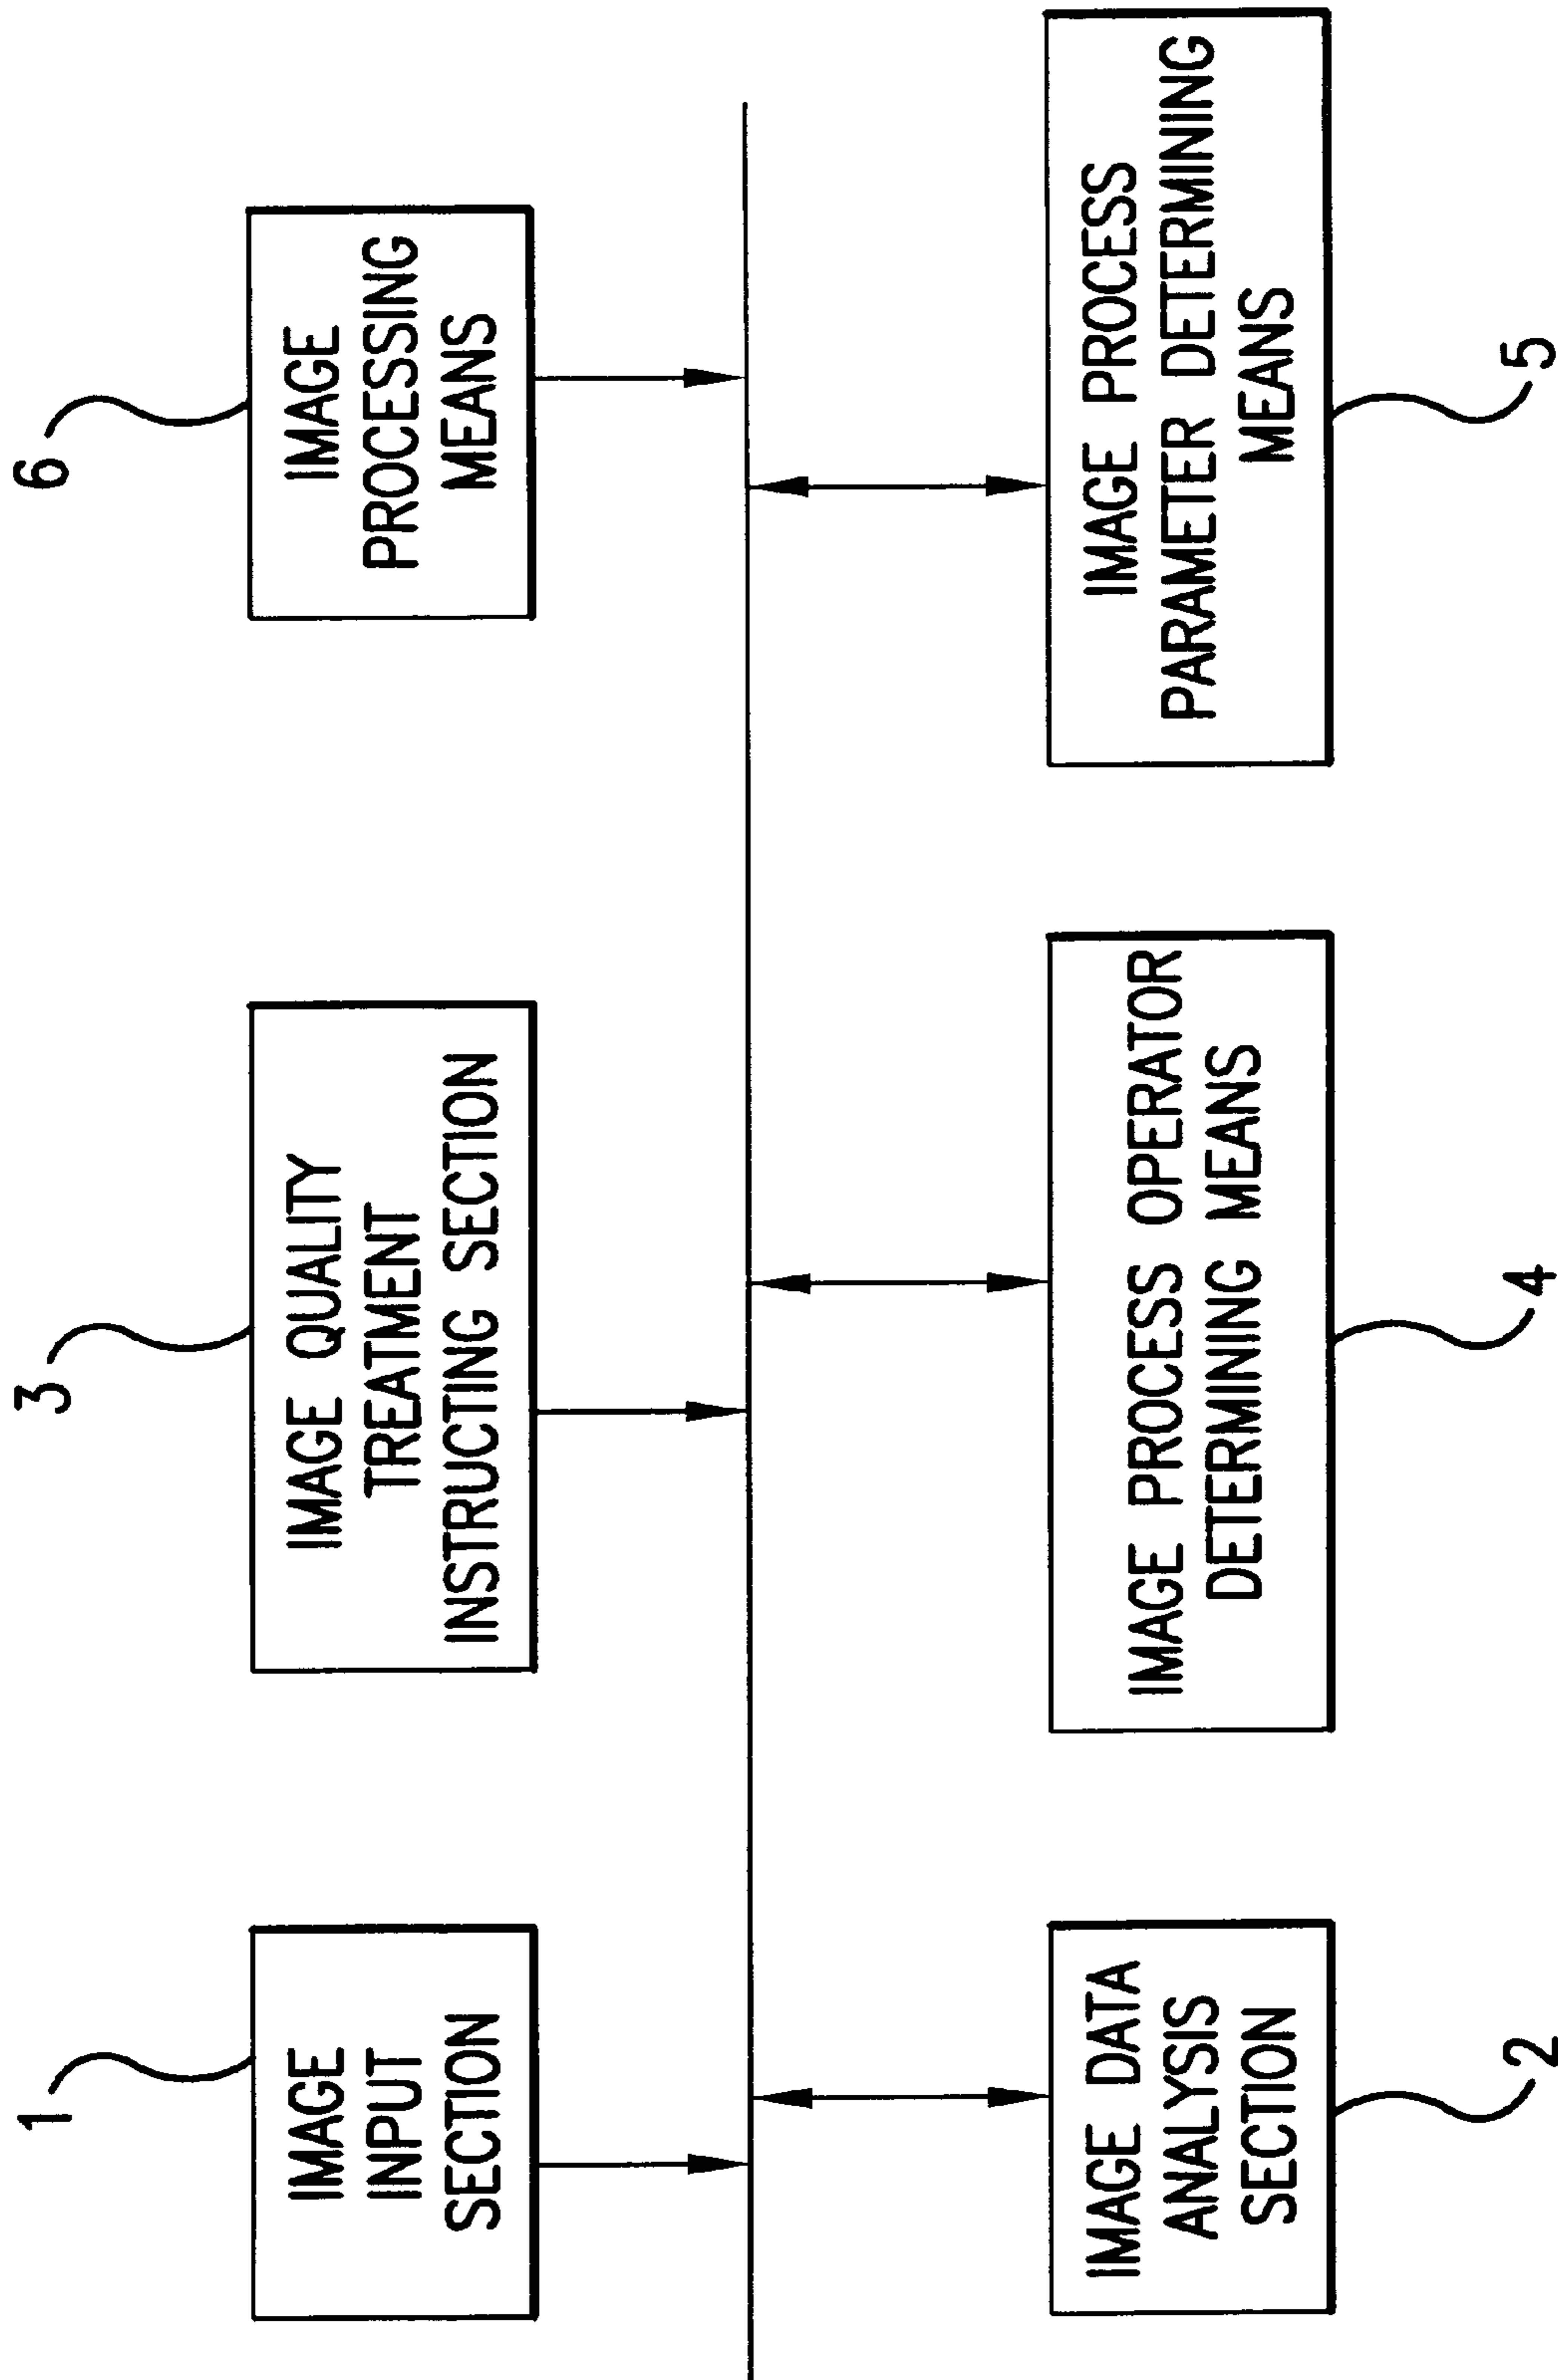 1
IMAGE
INPUT
SECTION
3
IMAGE QUALITY
TREATMENT
INSTRUCTING SECTION
6
IMAGE
PROCESSING
MEANS
IMAGE DATA
ANALYSIS
SECTION
2
IMAGE PROCESS OPERATOR
DETERMINING MEANS
4
IMAGE PROCESS
PARAMETER DETERMINING
MEANS
5